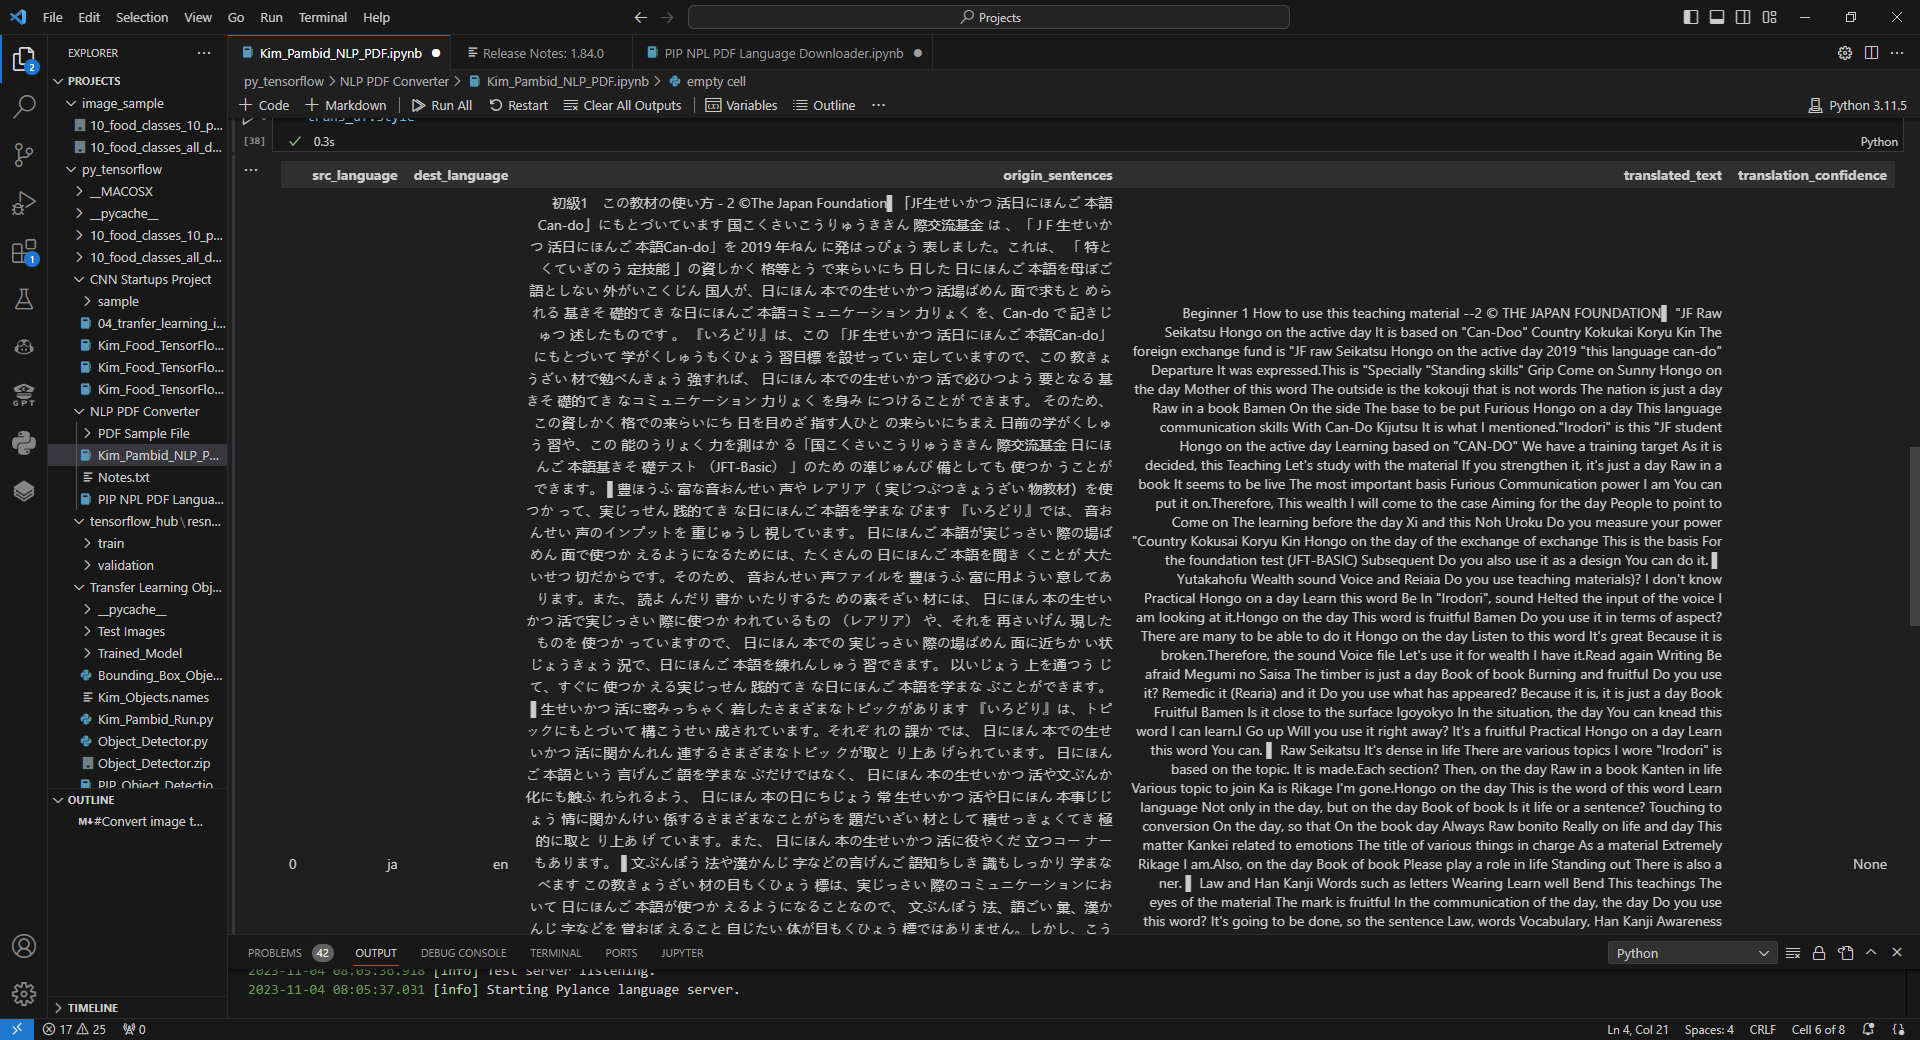 File Edit Selection View Go Run Terminal Help
Projects
EXPLORER
Kim_Pambid_NLP_PDF.ipynb
Release Notes: 1.84.0
PIP NPL PDF Language Downloader.ipynb
py_tensorflow > NLP PDF Converter > Kim_Pambid_NLP_PDF.ipynb > empty cell
+ Code + Markdown Run All Restart Clear All Outputs Variables Outline ... Python 3.11.5
PROJECTS
image_sample
10_food_classes_10_p...
10_food_classes_all_d...
py_tensorflow
__MACOSX
__pycache__
10_food_classes_10_p...
10_food_classes_all_d...
CNN Startups Project
sample
04_tranfer_learning_i...
Kim_Food_TensorFlo...
Kim_Food_TensorFlo...
Kim_Food_TensorFlo...
NLP PDF Converter
PDF Sample File
Kim_Pambid_NLP_P...
Notes.txt
PIP NPL PDF Langua...
tensorflow_hub\resn...
train
validation
Transfer Learning Obj...
__pycache__
Test Images
Trained_Model
Bounding_Box_Obje...
Kim_Objects.names
Kim_Pambid_Run.py
Object_Detector.py
Object_Detector.zip
PIP_Object_Detectio
OUTLINE
M↓#Convert image t...
TIMELINE
trans_df.style
[38] 0.3s Python
src_language dest_language origin_sentences translated_text translation_confidence
0 ja en None
初級1 この教材の使い方 - 2 ©The Japan Foundation▌「JF生せいかつ 活日にほんご 本語
Can-do」にもとづいています 国こくさいこうりゅうききん 際交流基金 は 、「ＪＦ 生せいか
つ 活日にほんご 本語Can-do」を 2019 年ねん に発はっぴょう 表しました。これは、 「 特と
くていぎのう 定技能 」の資しかく 格等とう で来らいにち 日した 日にほんご 本語を母ぼご
語としない 外がいこくじん 国人が、日にほん 本での生せいかつ 活場ばめん 面で求もと めら
れる 基きそ 礎的てき な日にほんご 本語コミュニケーション 力りょく を、Can-do で 記きじ
ゅつ 述したものです 。 『いろどり』は、この 「JF 生せいかつ 活日にほんご 本語Can-do」
にもとづいて 学がくしゅうもくひょう 習目標 を設せってい 定していますので、この 教きょ
うざい 材で勉べんきょう 強すれば、 日にほん 本での生せいかつ 活で必ひつよう 要となる 基
きそ 礎的てき なコミュニケーション 力りょく を身み につけることが できます。 そのため、
この資しかく 格での来らいにち 日を目めざ 指す人ひと の来らいにちまえ 日前の学がくしゅ
う 習や、この 能のうりょく 力を測はか る「国こくさいこうりゅうききん 際交流基金 日にほ
んご 本語基きそ 礎テスト （JFT-Basic） 」のため の準じゅんび 備としても 使つか うことが
できます。▌豊ほうふ 富な音おんせい 声や レアリア（ 実じつぶつきょうざい 物教材）を使
つか って、実じっせん 践的てき な日にほんご 本語を学まな びます 『いろどり』では、 音お
んせい 声のインプットを 重じゅうし 視しています。 日にほんご 本語が実じっさい 際の場ば
めん 面で使つか えるようになるためには、たくさんの 日にほんご 本語を聞き くことが 大た
いせつ 切だからです。そのため、 音おんせい 声ファイルを 豊ほうふ 富に用ようい 意してあ
ります。また、 読よ んだり 書か いたりするた めの素そざい 材には、 日にほん 本の生せい
かつ 活で実じっさい 際に使つか われているもの （レアリア） や、それを 再さいげん 現した
ものを 使つか っていますので、 日にほん 本での 実じっさい 際の場ばめん 面に近ちか い状
じょうきょう 況で、日にほんご 本語を練れんしゅう 習できます。 以いじょう 上を通つう じ
て、すぐに 使つか える実じっせん 践的てき な日にほんご 本語を学まな ぶことができます。
▌生せいかつ 活に密みっちゃく 着したさまざまなトピックがあります 『いろどり』は、トピ
ックにもとづいて 構こうせい 成されています。それぞ れの 課か では、 日にほん 本での生せ
いかつ 活に関かんれん 連するさまざまなトピッ クが取と り上あ げられています。 日にほん
ご 本語という 言げんご 語を学まな ぶだけではなく、 日にほん 本の生せいかつ 活や文ぶんか
化にも触ふ れられるよう、 日にほん 本の日にちじょう 常 生せいかつ 活や日にほん 本事じじ
ょう 情に関かんけい 係するさまざまなことがらを 題だいざい 材として 積せっきょくてき 極
的に取と り上あ げ ています。また、 日にほん 本の生せいかつ 活に役やくだ 立つコー ナー
もあります。▌文ぶんぽう 法や漢かんじ 字などの言げんご 語知ちしき 識もしっかり 学まな
べます この教きょうざい 材の目もくひょう 標は、実じっさい 際のコミュニケーションにお
いて 日にほんご 本語が使つか えるようになることなので、 文ぶんぽう 法、語ごい 彙、漢か
んじ 字などを 覚おぼ えること 自じたい 体が目もくひょう 標ではありません。しかし、こう
Beginner 1 How to use this teaching material --2 © THE JAPAN FOUNDATION▌ "JF Raw
Seikatsu Hongo on the active day It is based on "Can-Doo" Country Kokukai Koryu Kin The
foreign exchange fund is "JF raw Seikatsu Hongo on the active day 2019 "this language can-do"
Departure It was expressed.This is "Specially "Standing skills" Grip Come on Sunny Hongo on
the day Mother of this word The outside is the kokouji that is not words The nation is just a day
Raw in a book Bamen On the side The base to be put Furious Hongo on a day This language
communication skills With Can-Do Kijutsu It is what I mentioned."Irodori" is this "JF student
Hongo on the active day Learning based on "CAN-DO" We have a training target As it is
decided, this Teaching Let's study with the material If you strengthen it, it's just a day Raw in a
book It seems to be live The most important basis Furious Communication power I am You can
put it on.Therefore, This wealth I will come to the case Aiming for the day People to point to
Come on The learning before the day Xi and this Noh Uroku Do you measure your power
"Country Kokusai Koryu Kin Hongo on the day of the exchange of exchange This is the basis For
the foundation test (JFT-BASIC) Subsequent Do you also use it as a design You can do it.▌
Yutakahofu Wealth sound Voice and Reiaia Do you use teaching materials)? I don't know
Practical Hongo on a day Learn this word Be In "Irodori", sound Helted the input of the voice I
am looking at it.Hongo on the day This word is fruitful Bamen Do you use it in terms of aspect?
There are many to be able to do it Hongo on the day Listen to this word It's great Because it is
broken.Therefore, the sound Voice file Let's use it for wealth I have it.Read again Writing Be
afraid Megumi no Saisa The timber is just a day Book of book Burning and fruitful Do you use
it? Remedic it (Rearia) and it Do you use what has appeared? Because it is, it is just a day Book
Fruitful Bamen Is it close to the surface Igoyokyo In the situation, the day You can knead this
word I can learn.I Go up Will you use it right away? It's a fruitful Practical Hongo on a day Learn
this word You can.▌ Raw Seikatsu It's dense in life There are various topics I wore "Irodori" is
based on the topic. It is made.Each section? Then, on the day Raw in a book Kanten in life
Various topic to join Ka is Rikage I'm gone.Hongo on the day This is the word of this word Learn
language Not only in the day, but on the day Book of book Is it life or a sentence? Touching to
conversion On the day, so that On the book day Always Raw bonito Really on life and day This
matter Kankei related to emotions The title of various things in charge As a material Extremely
Rikage I am.Also, on the day Book of book Please play a role in life Standing out There is also a
ner.▌ Law and Han Kanji Words such as letters Wearing Learn well Bend This teachings The
eyes of the material The mark is fruitful In the communication of the day, the day Do you use
this word? It's going to be done, so the sentence Law, words Vocabulary, Han Kanji Awareness
PROBLEMS 42 OUTPUT DEBUG CONSOLE TERMINAL PORTS JUPYTER Python
2023-11-04 08:05:36.918 [info] Test server listening.
2023-11-04 08:05:37.031 [info] Starting Pylance language server.
17 25 0 Ln 4, Col 21 Spaces: 4 CRLF Cell 6 of 8